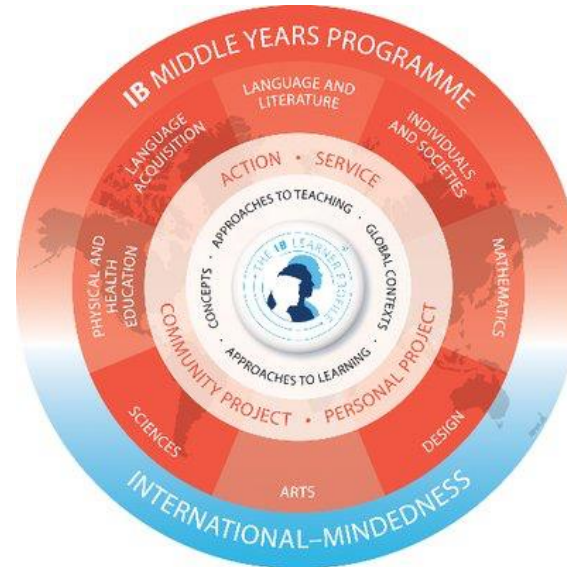 IB MIDDLE YEARS PROGRAMME
LANGUAGE AND
LITERATURE
INDIVIDUALS
AND SOCIETIES
MATHEMATICS
DESIGN
ARTS
SCIENCES
PHYSICAL AND
HEALTH
EDUCATION
LANGUAGE
ACQUISITION
ACTION • SERVICE
PERSONAL PROJECT
•
COMMUNITY PROJECT
APPROACHES TO TEACHING ·
GLOBAL CONTEXTS ·
APPROACHES TO LEARNING ·
CONCEPTS ·
THE IB LEARNER PROFILE
INTERNATIONAL–MINDEDNESS